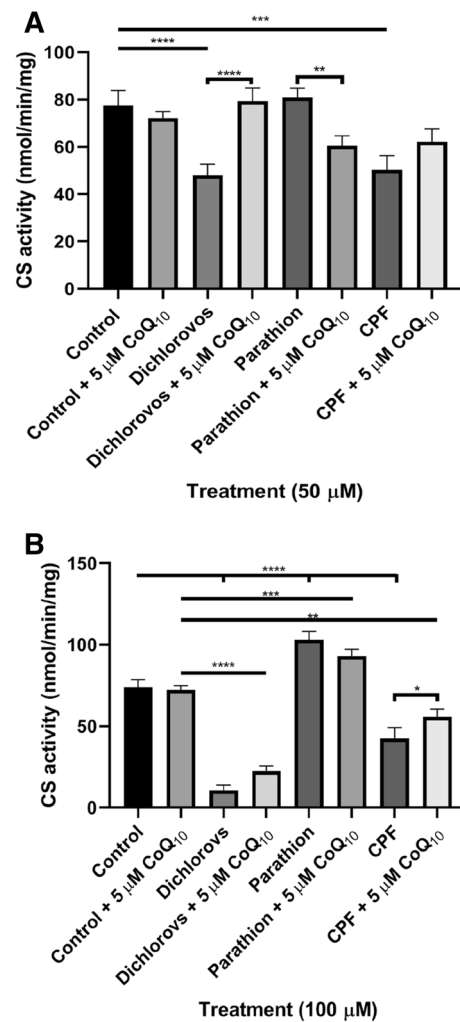 A
***
****
****
**
100
80
60
40
20
0
CS activity (nmol/min/mg)
Control
Control + 5 μM CoQ₁₀
Dichlorovos
Dichlorovos + 5 μM CoQ₁₀
Parathion
Parathion + 5 μM CoQ₁₀
CPF
CPF + 5 μM CoQ₁₀
Treatment (50 μM)
B
****
***
**
****
*
150
100
50
0
CS activity (nmol/min/mg)
Control
Control + 5 μM CoQ₁₀
Dichlorovs
Dichlorovs + 5 μM CoQ₁₀
Parathion
Parathion + 5 μM CoQ₁₀
CPF
CPF + 5 μM CoQ₁₀
Treatment (100 μM)